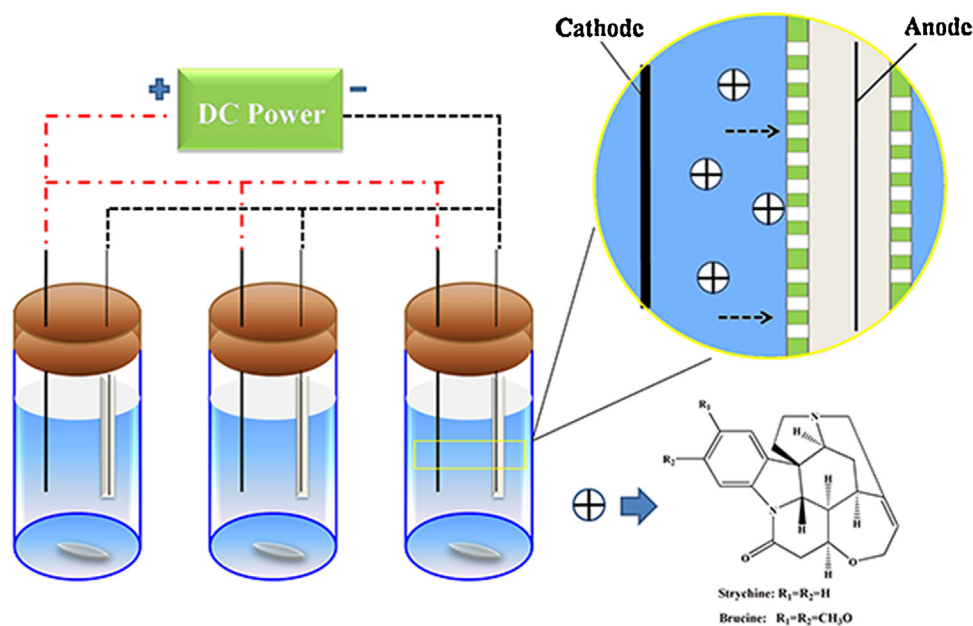 Cathode
Anode
+ DC Power −
R₁
R₂
N
H
H
N
H
H
O
O
H
Strychine: R₁=R₂=H
Brucine: R₁=R₂=CH₃O